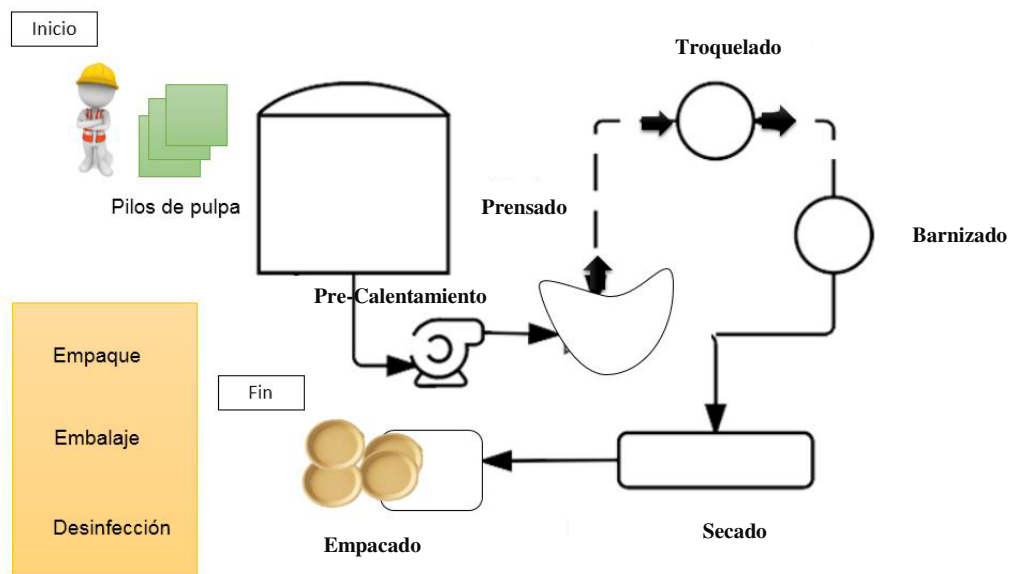 Inicio
Troquelado
Pilos de pulpa
Prensado
Barnizado
Pre-Calentamiento
Empaque
Fin
Embalaje
Desinfección
Secado
Empacado